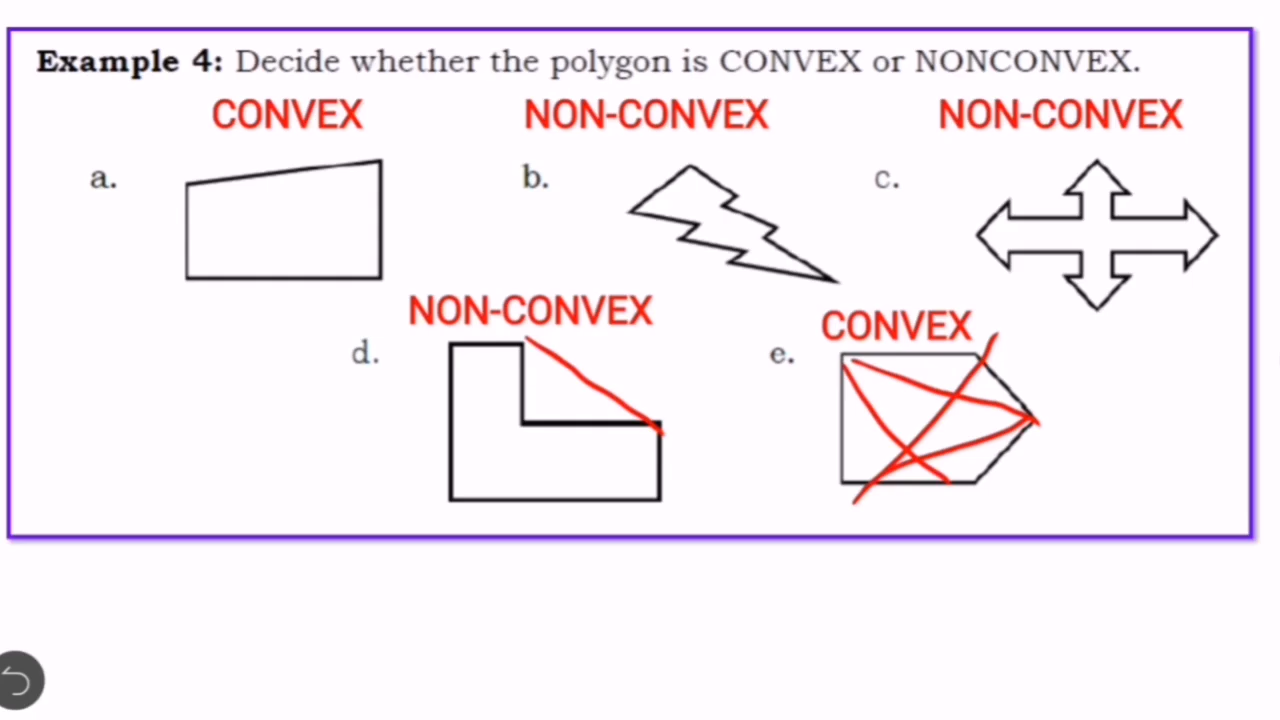 Example 4: Decide whether the polygon is CONVEX or NONCONVEX.
CONVEX NON-CONVEX NON-CONVEX
a. b. c.
NON-CONVEX CONVEX
d. e.